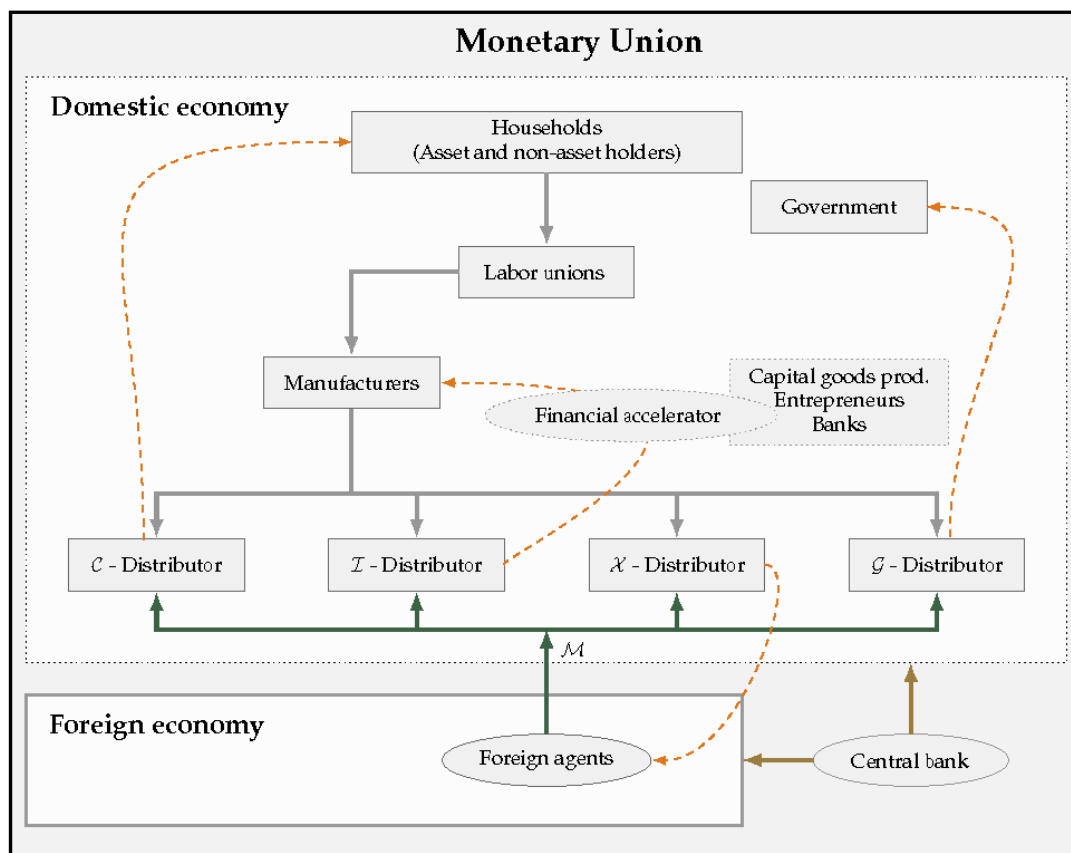 Monetary Union
Domestic economy
Households
(Asset and non-asset holders)
Government
Labor unions
Manufacturers
Capital goods prod.
Entrepreneurs
Banks
Financial accelerator
𝒞 - Distributor
ℐ - Distributor
𝒳 - Distributor
𝒢 - Distributor
ℳ
Foreign economy
Foreign agents
Central bank